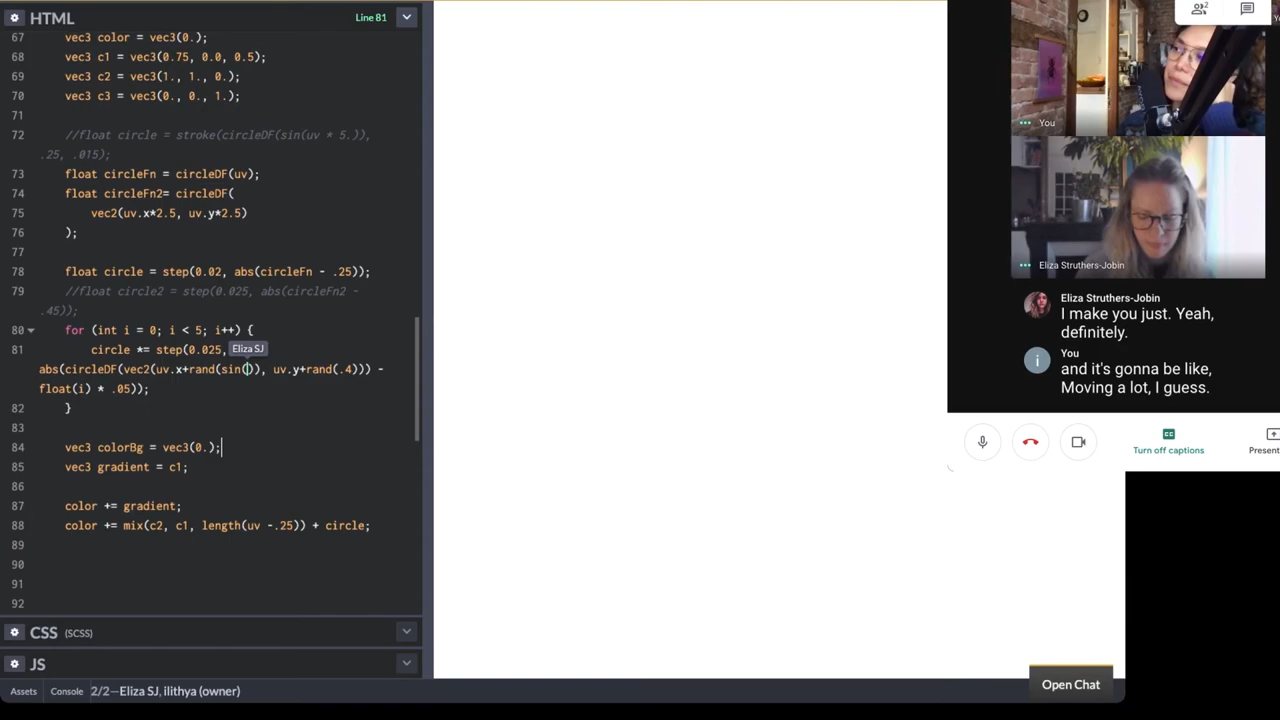 HTML
Line 81
67 vec3 color = vec3(0.);
68 vec3 c1 = vec3(0.75, 0.0, 0.5);
69 vec3 c2 = vec3(1., 1., 0.);
70 vec3 c3 = vec3(0., 0., 1.);
71
72 //float circle = stroke(circleDF(sin(uv * 5.)),
.25, .015);
73 float circleFn = circleDF(uv);
74 float circleFn2= circleDF(
75 vec2(uv.x*2.5, uv.y*2.5)
76 );
77
78 float circle = step(0.02, abs(circleFn - .25));
79 //float circle2 = step(0.025, abs(circleFn2 -
.45));
80 for (int i = 0; i < 5; i++) {
Eliza SJ
81 circle *= step(0.025,
abs(circleDF(vec2(uv.x+rand(sin()), uv.y+rand(.4))) -
float(i) * .05));
82 }
83
84 vec3 colorBg = vec3(0.);
85 vec3 gradient = c1;
86
87 color += gradient;
88 color += mix(c2, c1, length(uv -.25)) + circle;
89
90
91
92
CSS (SCSS)
JS
Assets Console 2/2—Eliza SJ, ilithya (owner)
Open Chat
2
You
Eliza Struthers-Jobin
Eliza Struthers-Jobin
I make you just. Yeah,
definitely.
i
You
and it's gonna be like,
Moving a lot, I guess.
CC
Turn off captions
Present